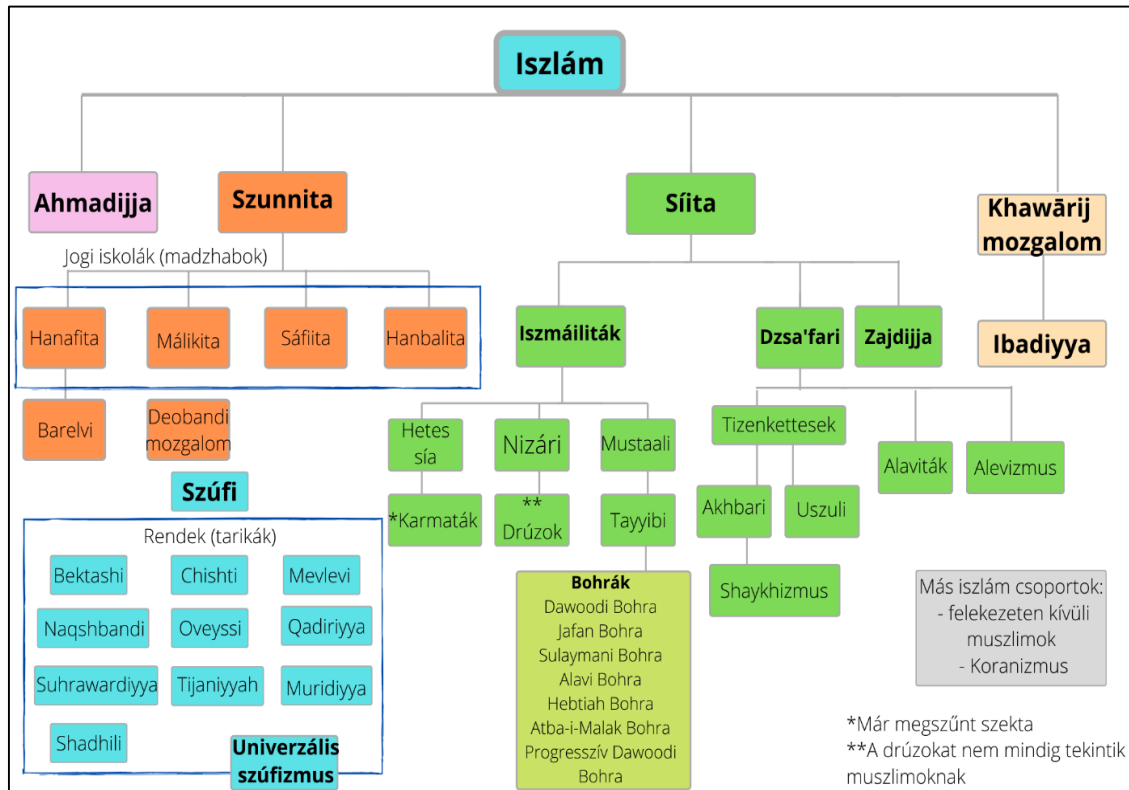 Iszlám
Ahmadijja
Szunnita
Síita
Khawārij
mozgalom
Jogi iskolák (madzhabok)
Hanafita
Málikita
Sáfiita
Hanbalita
Iszmáiliták
Dzsa'fari
Zajdijja
Ibadiyya
Barelvi
Deobandi
mozgalom
Hetes
sía
Nizári
Mustaali
Tizenkettesek
Alaviták
Alevizmus
*Karmaták
**
Drúzok
Tayyibi
Akhbari
Uszuli
Shaykhizmus
Szúfi
Rendek (tarikák)
Bektashi
Chishti
Mevlevi
Naqshbandi
Oveyssi
Qadiriyya
Suhrawardiyya
Tijaniyyah
Muridiyya
Shadhili
Univerzális
szúfizmus
Bohrák
Dawoodi Bohra
Jafan Bohra
Sulaymani Bohra
Alavi Bohra
Hebtiah Bohra
Atba-i-Malak Bohra
Progresszív Dawoodi
Bohra
Más iszlám csoportok:
- felekezeten kívüli
muszlimok
- Koranizmus
*Már megszűnt szekta
**A drúzokat nem mindig tekintik
muszlimoknak